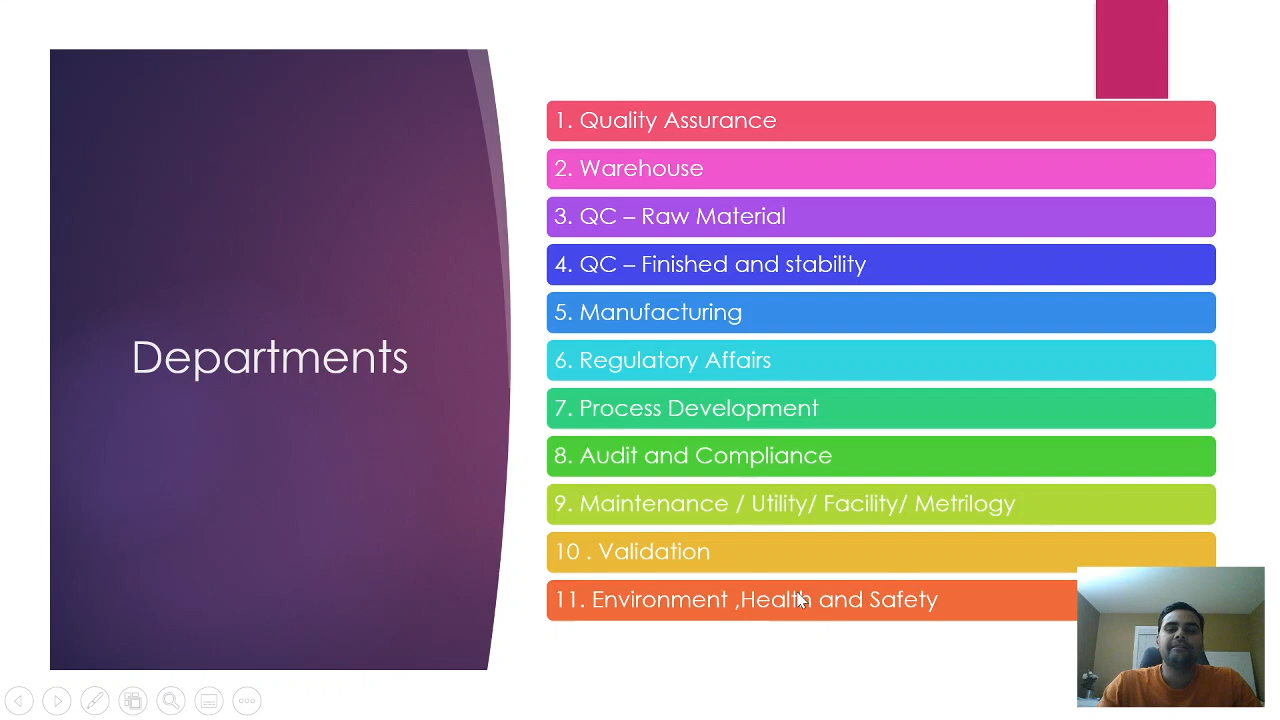 Departments
1. Quality Assurance
2. Warehouse
3. QC – Raw Material
4. QC – Finished and stability
5. Manufacturing
6. Regulatory Affairs
7. Process Development
8. Audit and Compliance
9. Maintenance / Utility/ Facility/ Metrilogy
10 . Validation
11. Environment ,Health and Safety